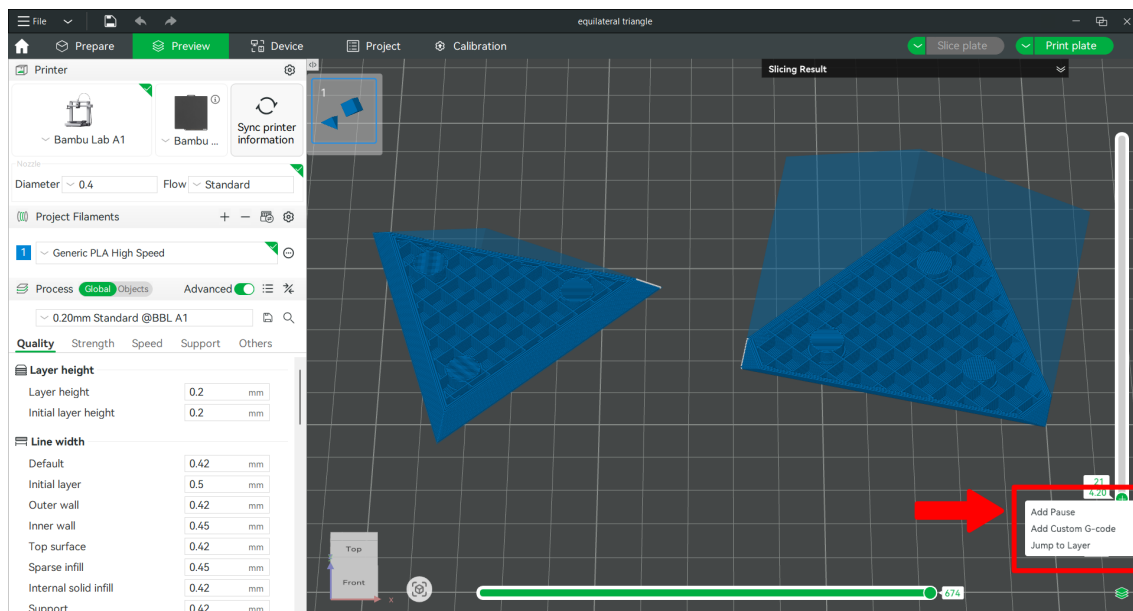 File
equilateral triangle
Prepare
Preview
Device
Project
Calibration
Slice plate
Print plate
Printer
Bambu Lab A1
Bambu ...
Sync printer
information
Nozzle
Diameter
0.4
Flow
Standard
Project Filaments
1
Generic PLA High Speed
Process
Global
Objects
Advanced
0.20mm Standard @BBL A1
Quality
Strength
Speed
Support
Others
Layer height
Layer height
0.2
mm
Initial layer height
0.2
mm
Line width
Default
0.42
mm
Initial layer
0.5
mm
Outer wall
0.42
mm
Inner wall
0.45
mm
Top surface
0.42
mm
Sparse infill
0.45
mm
Internal solid infill
0.42
mm
Support
0.42
mm
1
Slicing Result
21
4.20
Add Pause
Add Custom G-code
Jump to Layer
Top
Front
x
674